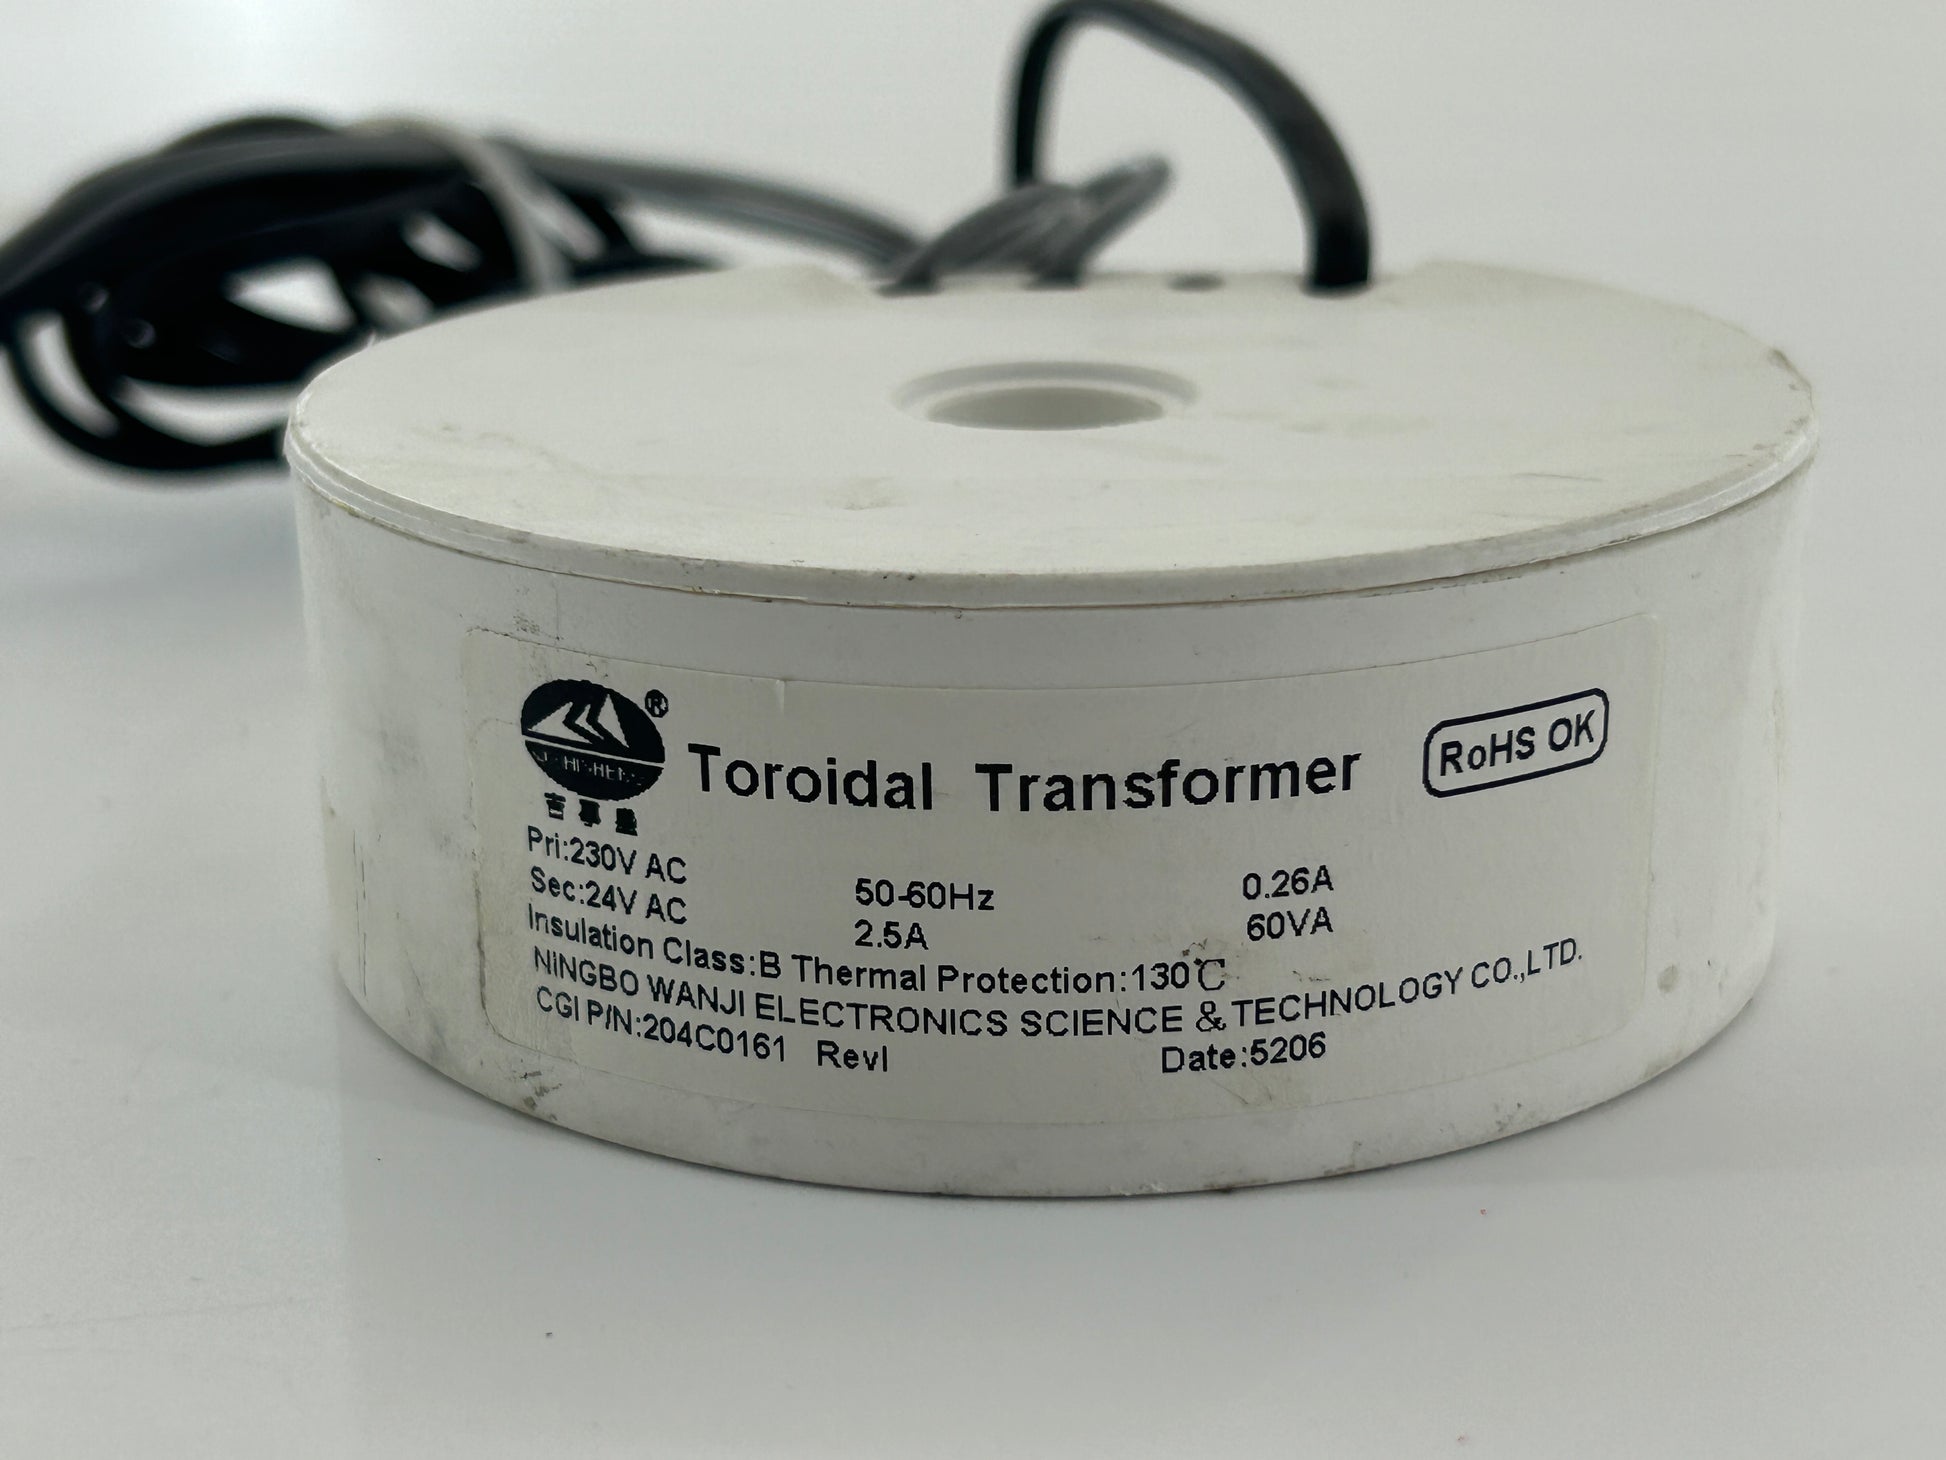 ®
Toroidal Transformer
RoHS OK
Pri:230V AC 50-60Hz 0.26A
Sec:24V AC 2.5A 60VA
Insulation Class:B Thermal Protection:130℃
NINGBO WANJI ELECTRONICS SCIENCE & TECHNOLOGY CO.,LTD.
CGI P/N:204C0161 RevI Date:5206